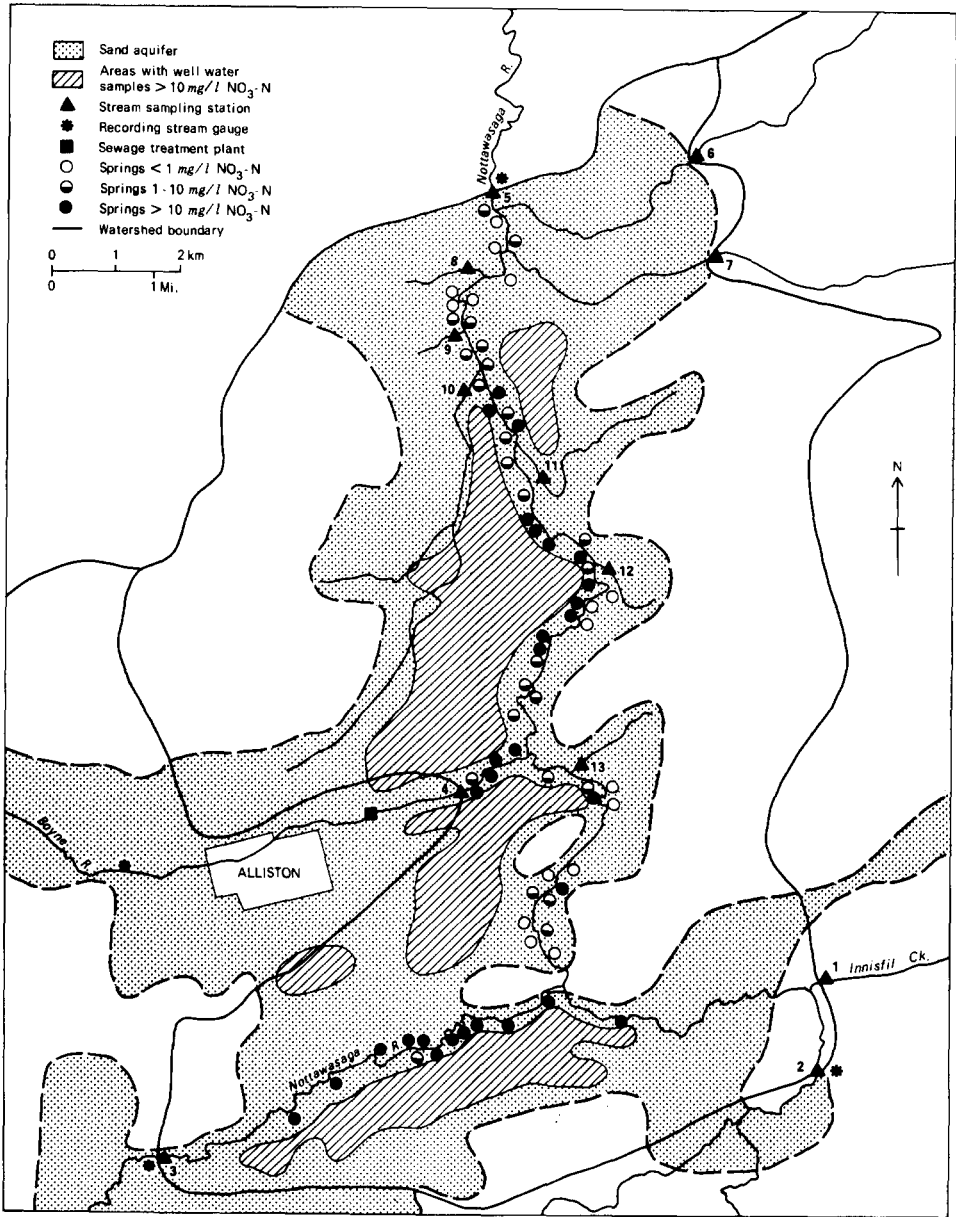 Sand aquifer
Areas with well water
samples > 10 mg/l NO3-N
Stream sampling station
Recording stream gauge
Sewage treatment plant
Springs < 1 mg/l NO3-N
Springs 1-10 mg/l NO3-N
Springs > 10 mg/l NO3-N
Watershed boundary
0 1 2 km
0 1 Mi.
Nottawasaga R.
6
5
7
8
9
10
11
N
12
13
4
Boyne R.
ALLISTON
1
Innisfil Ck.
Nottawasaga R.
2
3